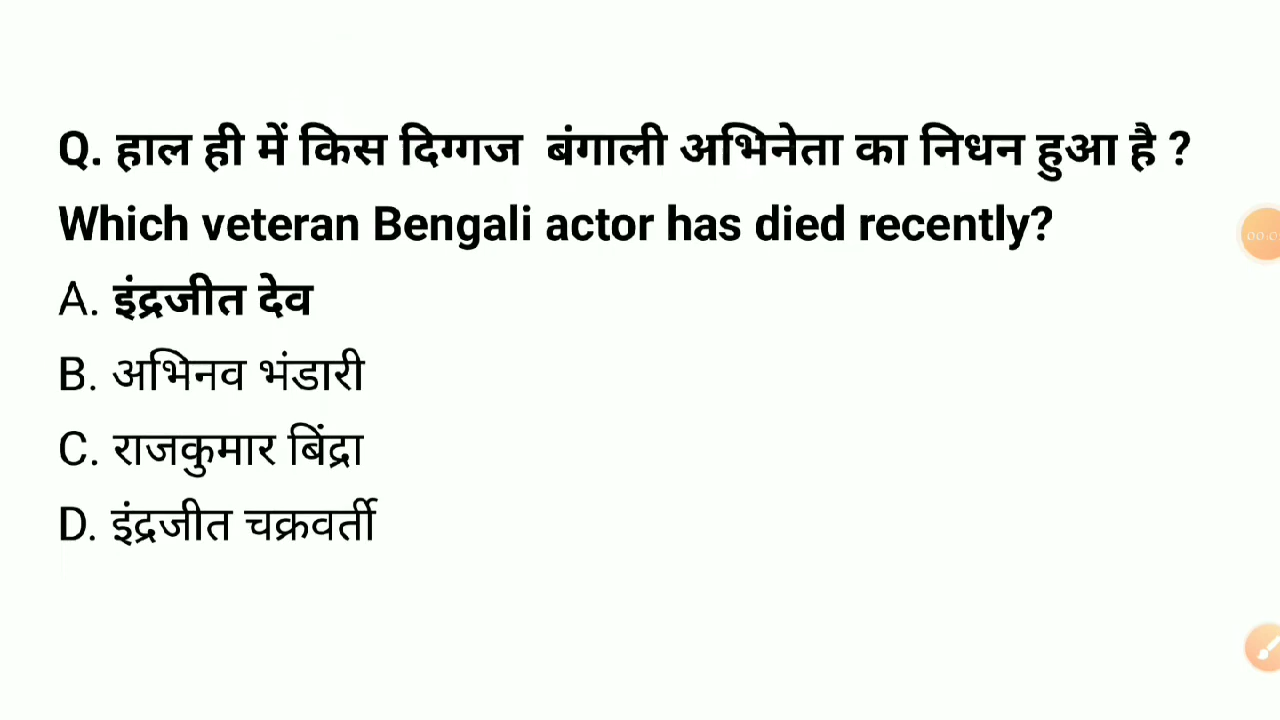 Q. हाल ही में किस दिग्गज बंगाली अभिनेता का निधन हुआ है ?
Which veteran Bengali actor has died recently?
A. इंद्रजीत देव
B. अभिनव भंडारी
C. राजकुमार बिंद्रा
D. इंद्रजीत चक्रवर्ती